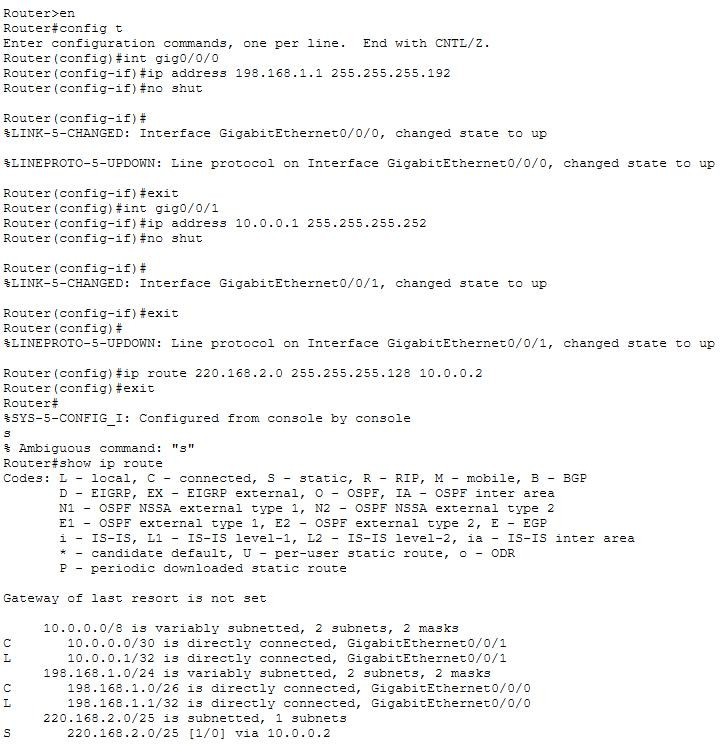 Router>en
Router#config t
Enter configuration commands, one per line.  End with CNTL/Z.
Router(config)#int gig0/0/0
Router(config-if)#ip address 198.168.1.1 255.255.255.192
Router(config-if)#no shut
Router(config-if)#
%LINK-5-CHANGED: Interface GigabitEthernet0/0/0, changed state to up
%LINEPROTO-5-UPDOWN: Line protocol on Interface GigabitEthernet0/0/0, changed state to up
Router(config-if)#exit
Router(config)#int gig0/0/1
Router(config-if)#ip address 10.0.0.1 255.255.255.252
Router(config-if)#no shut
Router(config-if)#
%LINK-5-CHANGED: Interface GigabitEthernet0/0/1, changed state to up
Router(config-if)#exit
Router(config)#
%LINEPROTO-5-UPDOWN: Line protocol on Interface GigabitEthernet0/0/1, changed state to up
Router(config)#ip route 220.168.2.0 255.255.255.128 10.0.0.2
Router(config)#exit
Router#
%SYS-5-CONFIG_I: Configured from console by console
s
% Ambiguous command: "s"
Router#show ip route
Codes: L - local, C - connected, S - static, R - RIP, M - mobile, B - BGP
       D - EIGRP, EX - EIGRP external, O - OSPF, IA - OSPF inter area
       N1 - OSPF NSSA external type 1, N2 - OSPF NSSA external type 2
       E1 - OSPF external type 1, E2 - OSPF external type 2, E - EGP
       i - IS-IS, L1 - IS-IS level-1, L2 - IS-IS level-2, ia - IS-IS inter area
       * - candidate default, U - per-user static route, o - ODR
       P - periodic downloaded static route
Gateway of last resort is not set
     10.0.0.0/8 is variably subnetted, 2 subnets, 2 masks
C       10.0.0.0/30 is directly connected, GigabitEthernet0/0/1
L       10.0.0.1/32 is directly connected, GigabitEthernet0/0/1
     198.168.1.0/24 is variably subnetted, 2 subnets, 2 masks
C       198.168.1.0/26 is directly connected, GigabitEthernet0/0/0
L       198.168.1.1/32 is directly connected, GigabitEthernet0/0/0
     220.168.2.0/25 is subnetted, 1 subnets
S       220.168.2.0/25 [1/0] via 10.0.0.2